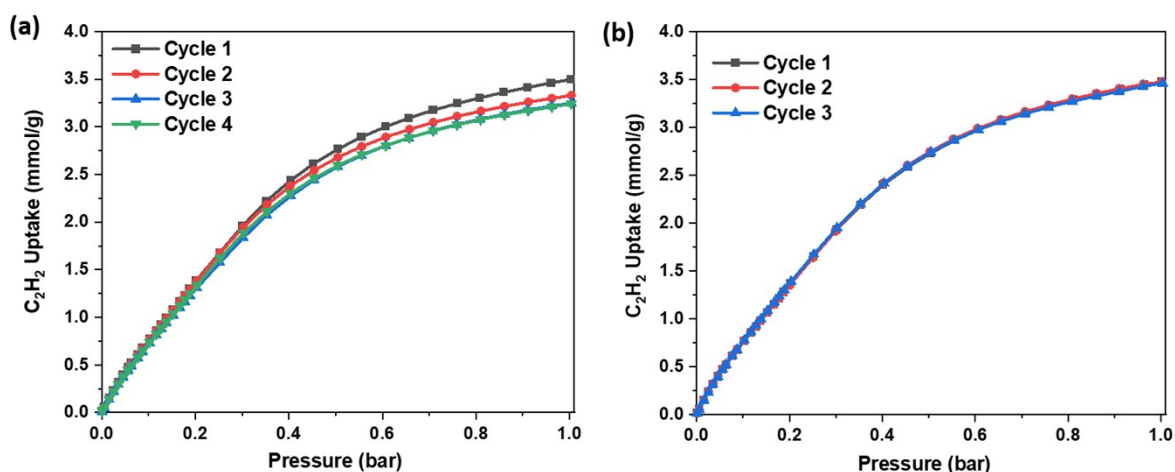 (a)
Cycle 1
Cycle 2
Cycle 3
Cycle 4
C₂H₂ Uptake (mmol/g)
4.0
3.5
3.0
2.5
2.0
1.5
1.0
0.5
0.0
0.0 0.2 0.4 0.6 0.8 1.0
Pressure (bar)
(b)
Cycle 1
Cycle 2
Cycle 3
C₂H₂ Uptake (mmol/g)
4.0
3.5
3.0
2.5
2.0
1.5
1.0
0.5
0.0
0.0 0.2 0.4 0.6 0.8 1.0
Pressure (bar)